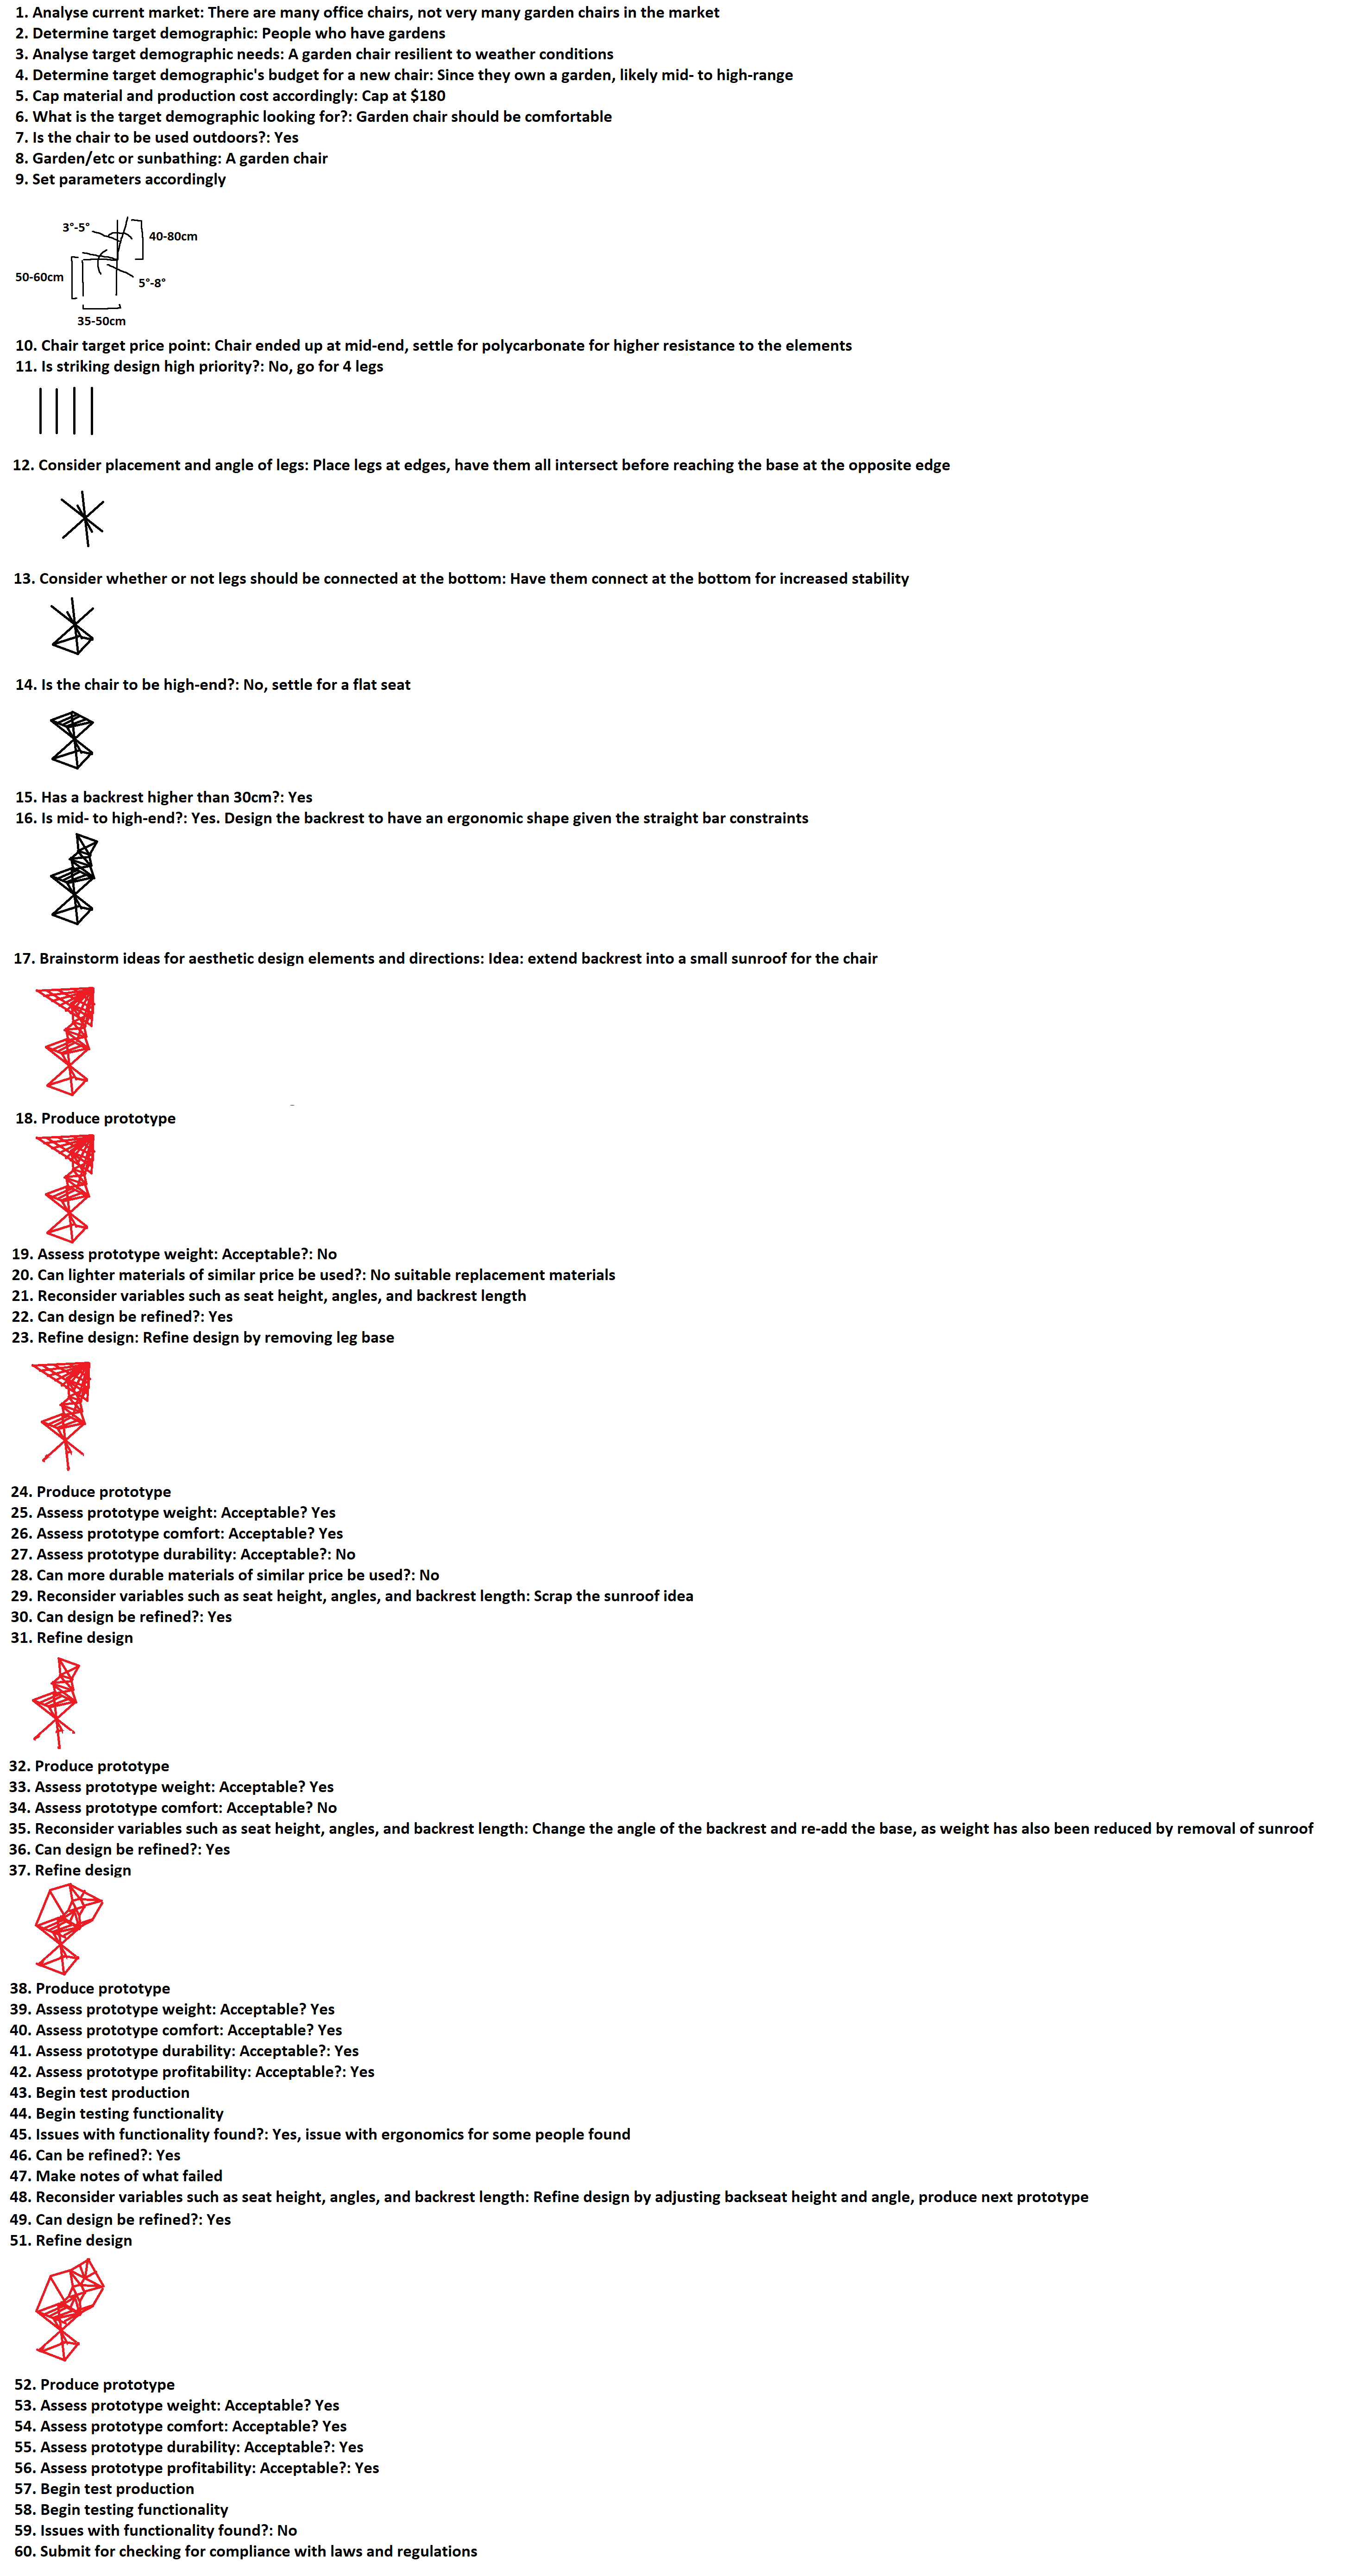 1. Analyse current market: There are many office chairs, not very many garden chairs in the market
2. Determine target demographic: People who have gardens
3. Analyse target demographic needs: A garden chair resilient to weather conditions
4. Determine target demographic's budget for a new chair: Since they own a garden, likely mid- to high-range
5. Cap material and production cost accordingly: Cap at $180
6. What is the target demographic looking for?: Garden chair should be comfortable
7. Is the chair to be used outdoors?: Yes
8. Garden/etc or sunbathing: A garden chair
9. Set parameters accordingly
3°-5°
40-80cm
50-60cm
5°-8°
35-50cm
10. Chair target price point: Chair ended up at mid-end, settle for polycarbonate for higher resistance to the elements
11. Is striking design high priority?: No, go for 4 legs
12. Consider placement and angle of legs: Place legs at edges, have them all intersect before reaching the base at the opposite edge
13. Consider whether or not legs should be connected at the bottom: Have them connect at the bottom for increased stability
14. Is the chair to be high-end?: No, settle for a flat seat
15. Has a backrest higher than 30cm?: Yes
16. Is mid- to high-end?: Yes. Design the backrest to have an ergonomic shape given the straight bar constraints
17. Brainstorm ideas for aesthetic design elements and directions: Idea: extend backrest into a small sunroof for the chair
18. Produce prototype
19. Assess prototype weight: Acceptable?: No
20. Can lighter materials of similar price be used?: No suitable replacement materials
21. Reconsider variables such as seat height, angles, and backrest length
22. Can design be refined?: Yes
23. Refine design: Refine design by removing leg base
24. Produce prototype
25. Assess prototype weight: Acceptable? Yes
26. Assess prototype comfort: Acceptable? Yes
27. Assess prototype durability: Acceptable?: No
28. Can more durable materials of similar price be used?: No
29. Reconsider variables such as seat height, angles, and backrest length: Scrap the sunroof idea
30. Can design be refined?: Yes
31. Refine design
32. Produce prototype
33. Assess prototype weight: Acceptable? Yes
34. Assess prototype comfort: Acceptable? No
35. Reconsider variables such as seat height, angles, and backrest length: Change the angle of the backrest and re-add the base, as weight has also been reduced by removal of sunroof
36. Can design be refined?: Yes
37. Refine design
38. Produce prototype
39. Assess prototype weight: Acceptable? Yes
40. Assess prototype comfort: Acceptable? Yes
41. Assess prototype durability: Acceptable?: Yes
42. Assess prototype profitability: Acceptable?: Yes
43. Begin test production
44. Begin testing functionality
45. Issues with functionality found?: Yes, issue with ergonomics for some people found
46. Can be refined?: Yes
47. Make notes of what failed
48. Reconsider variables such as seat height, angles, and backrest length: Refine design by adjusting backseat height and angle, produce next prototype
49. Can design be refined?: Yes
51. Refine design
52. Produce prototype
53. Assess prototype weight: Acceptable? Yes
54. Assess prototype comfort: Acceptable? Yes
55. Assess prototype durability: Acceptable?: Yes
56. Assess prototype profitability: Acceptable?: Yes
57. Begin test production
58. Begin testing functionality
59. Issues with functionality found?: No
60. Submit for checking for compliance with laws and regulations